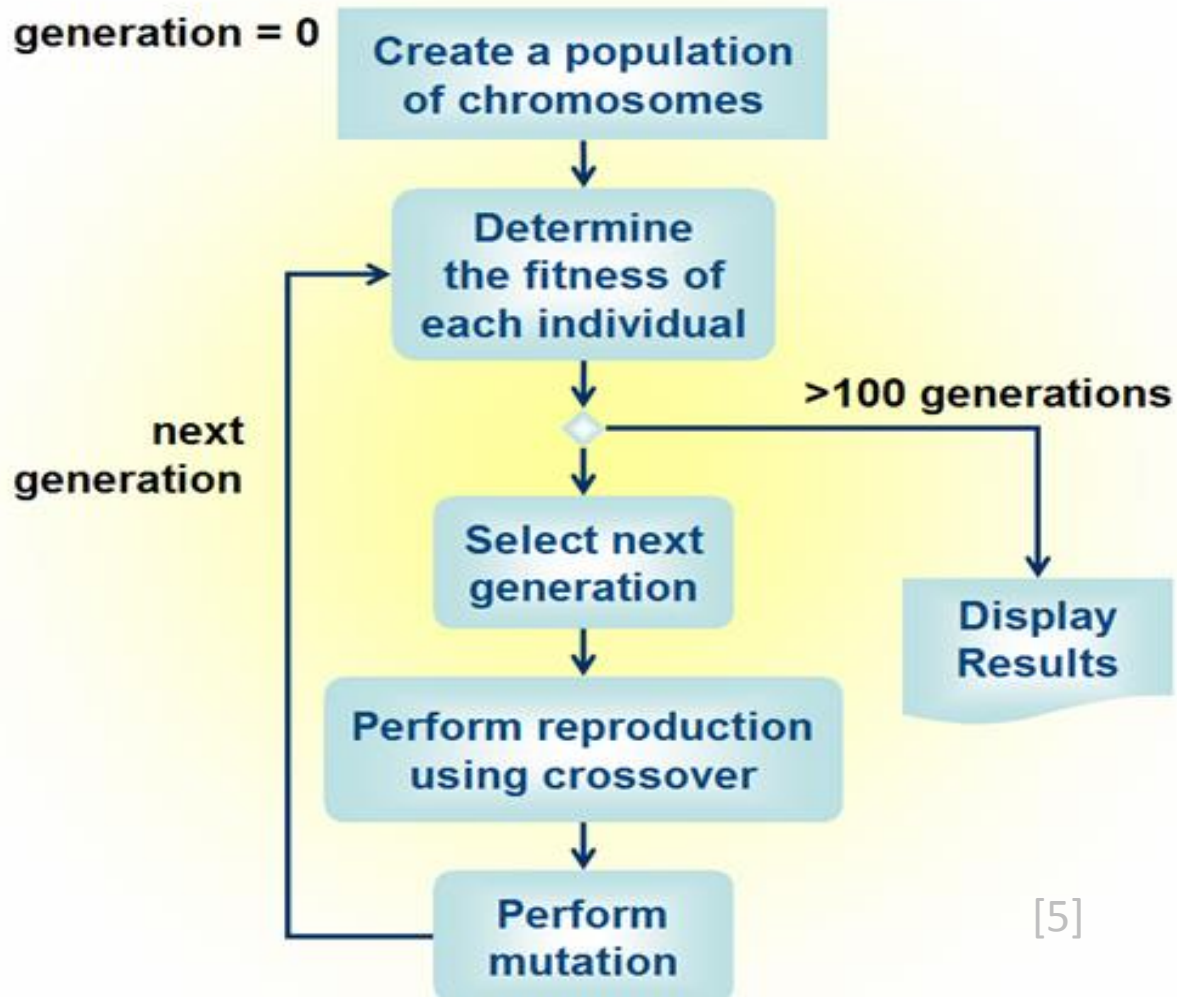 generation = 0
Create a population
of chromosomes
Determine
the fitness of
each individual
>100 generations
next
generation
Select next
generation
Display
Results
Perform reproduction
using crossover
Perform
mutation
[5]